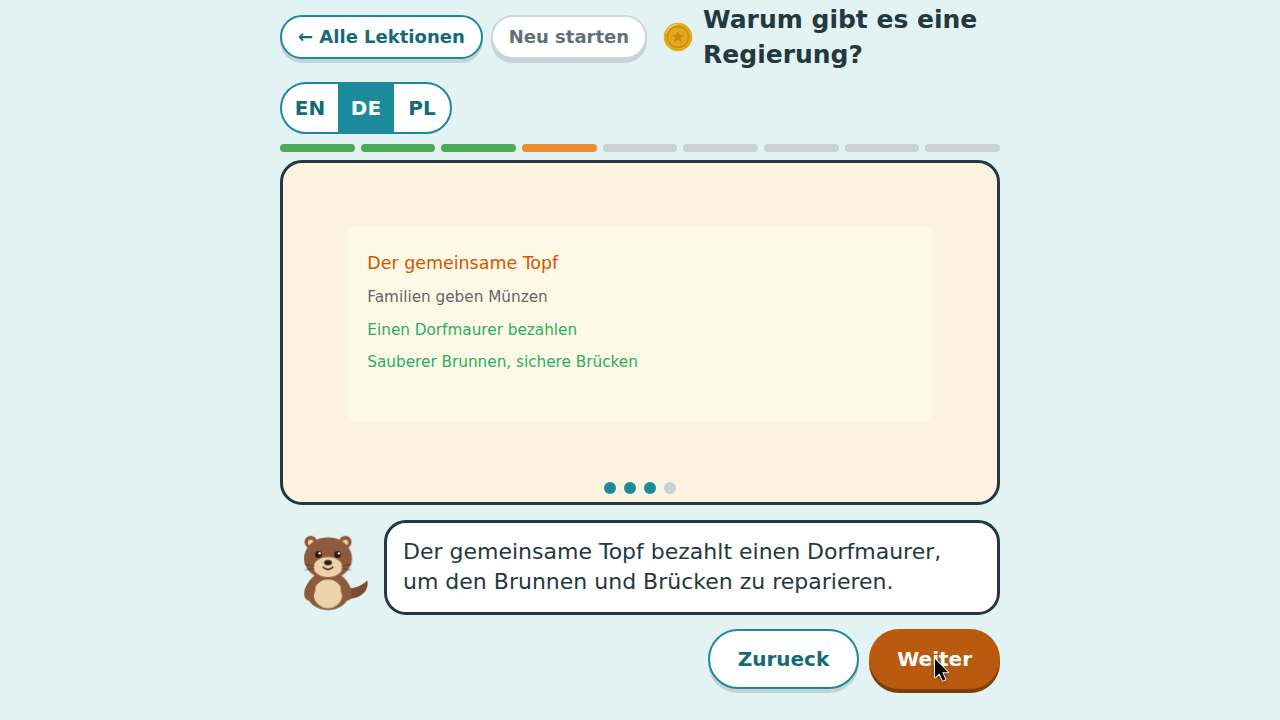 ← Alle Lektionen
Neu starten
Warum gibt es eine
Regierung?
EN DE PL
Der gemeinsame Topf
Familien geben Münzen
Einen Dorfmaurer bezahlen
Sauberer Brunnen, sichere Brücken
Der gemeinsame Topf bezahlt einen Dorfmaurer,
um den Brunnen und Brücken zu reparieren.
Zurueck
Weiter